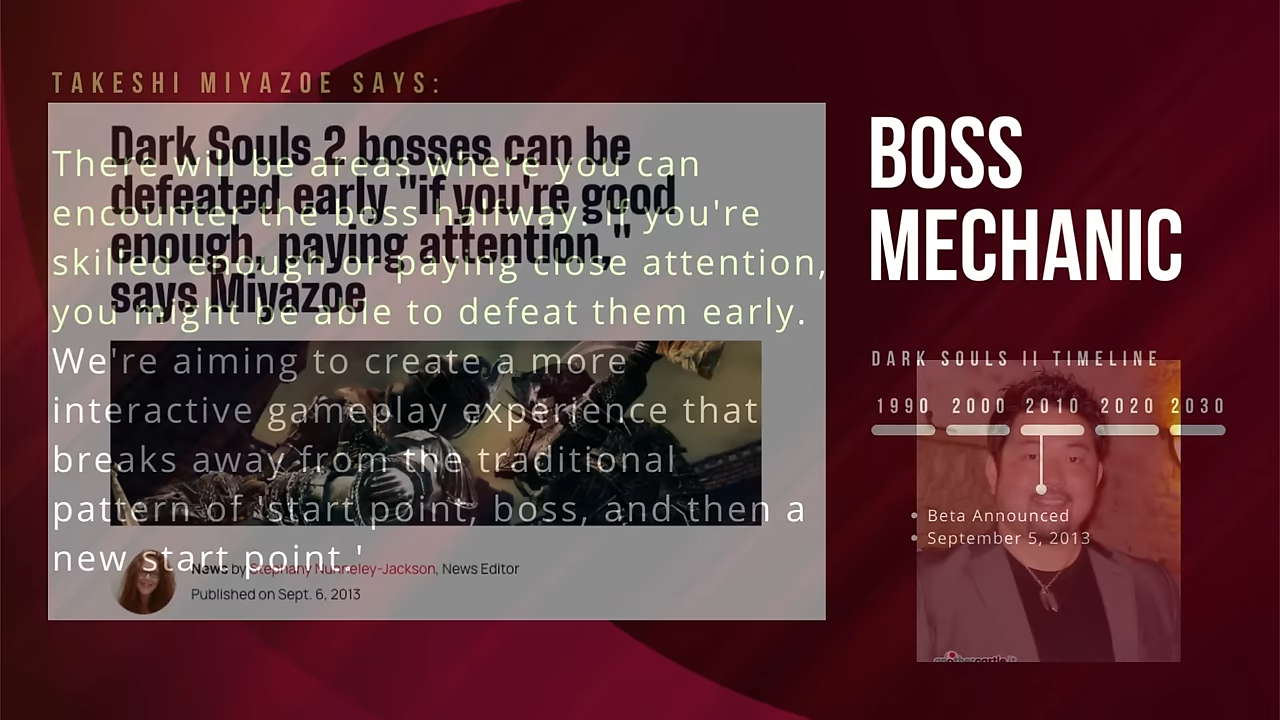 TAKESHI MIYAZOE SAYS:
Dark Souls 2 bosses can be
defeated early "if you're good
enough, paying attention,"
says Miyazoe
There will be areas where you can
encounter the boss halfway. If you're
skilled enough or paying close attention,
you might be able to defeat them early.
We're aiming to create a more
interactive gameplay experience that
breaks away from the traditional
pattern of 'start point, boss, and then a
new start point.'
News by Stephany Nunneley-Jackson, News Editor
Published on Sept. 6, 2013
BOSS
MECHANIC
DARK SOULS II TIMELINE
1990 2000 2010 2020 2030
Beta Announced
September 5, 2013